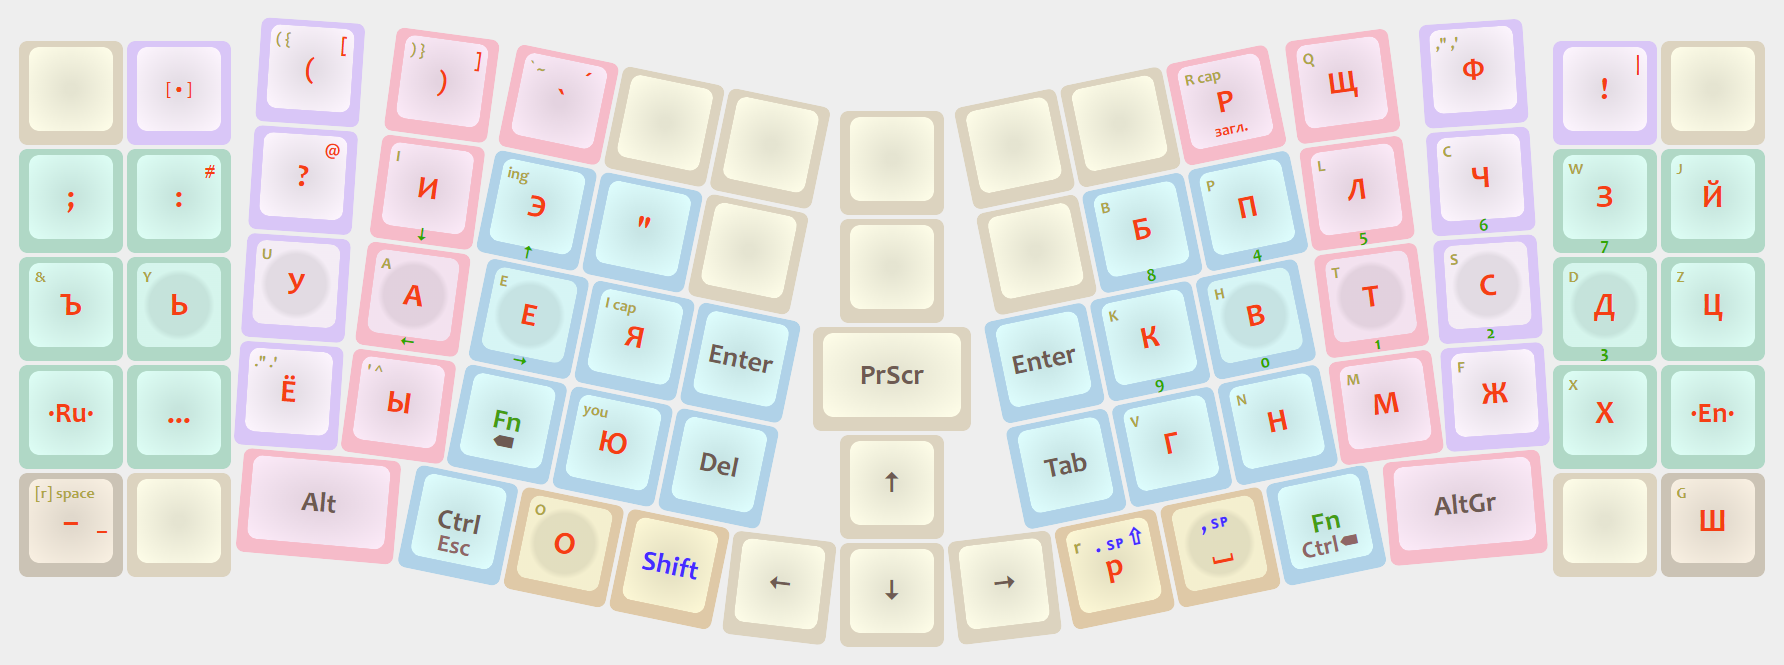 [•]
({ [
(
)} ]
)
`~ ´
`
R cap
Р
загл.
Q
Щ
,",'
Ф
|
!
;
#
:
@
?
I
И
↓
ing
Э
↑
"
B
Б
8
P
П
4
L
Л
5
C
Ч
6
W
З
7
J
Й
&
Ъ
Y
Ь
U
У
A
А
←
E
Е
→
I cap
Я
Enter
PrScr
Enter
K
К
9
H
В
0
T
Т
1
S
С
2
D
Д
3
Z
Ц
·Ru·
...
.".'
Ё
'^
Ы
Fn
you
Ю
Del
↑
Tab
V
Г
N
Н
M
М
F
Ж
X
Х
·En·
[r] space
– _
Alt
Ctrl
Esc
O
О
Shift
←
↓
→
r .SP ⇧
р
,SP
⎵
Fn
Ctrl
AltGr
G
Ш